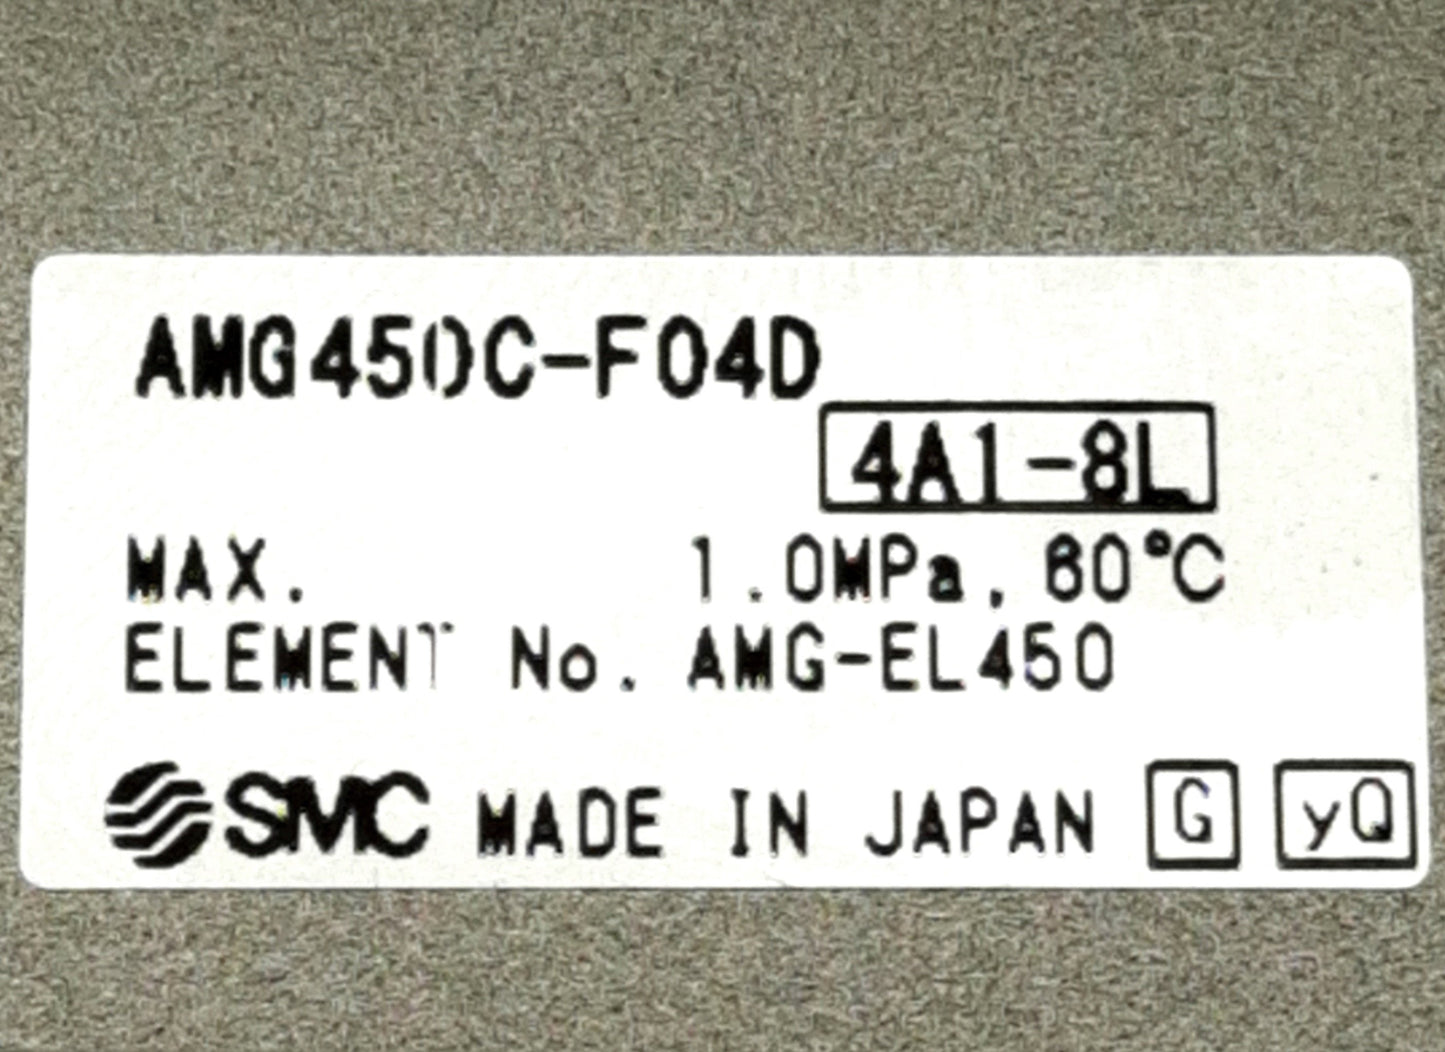 AMG450C-F04D
4A1-8L
MAX. 1.0MPa, 60°C
ELEMENT No. AMG-EL450
SMC MADE IN JAPAN G yQ